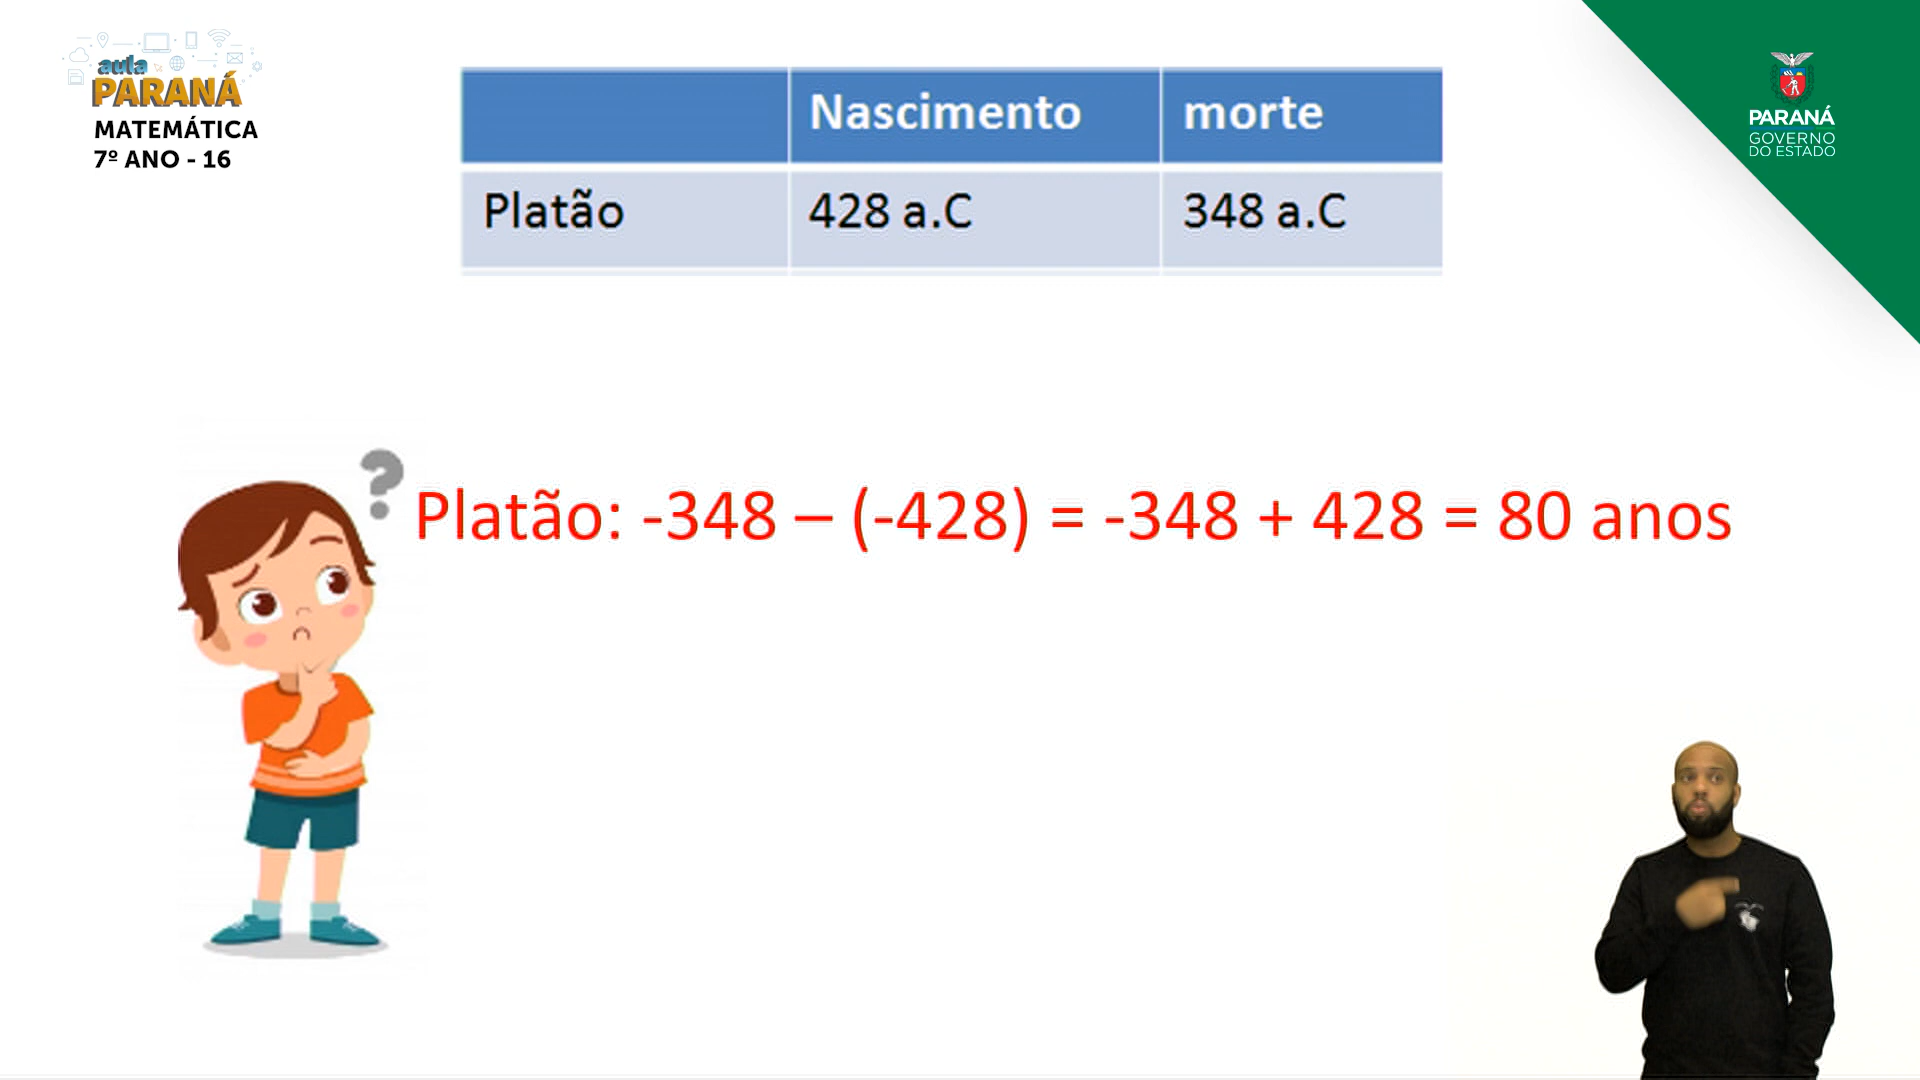 aula
PARANÁ
MATEMÁTICA
7º ANO - 16
Nascimento morte
Platão 428 a.C 348 a.C
PARANÁ
GOVERNO
DO ESTADO
?
Platão: -348 – (-428) = -348 + 428 = 80 anos